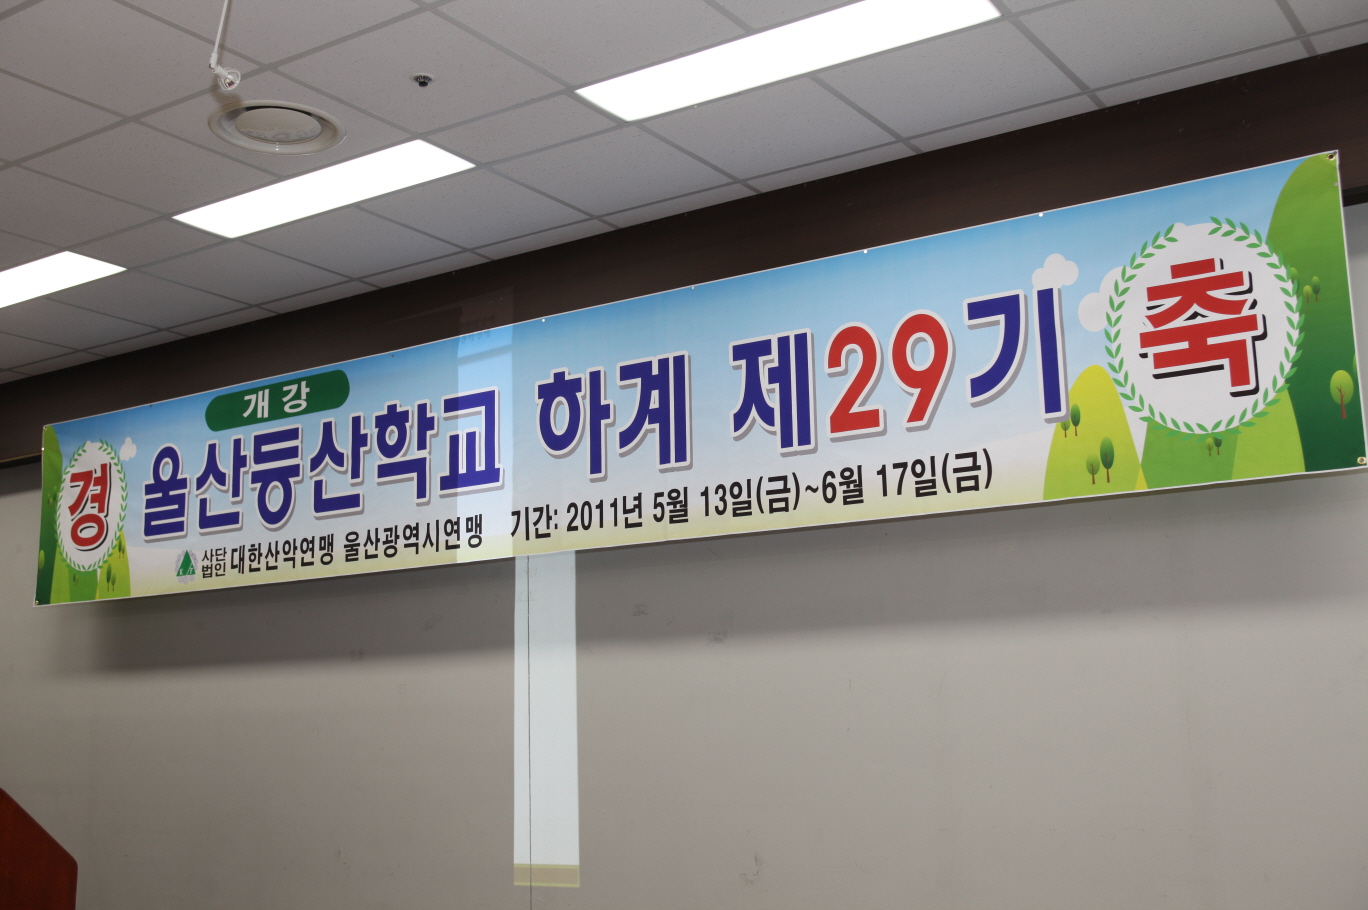 경
개강
울산등산학교 하계 제29기
사단법인 대한산악연맹 울산광역시연맹 기간: 2011년 5월 13일(금)~6월 17일(금)
축